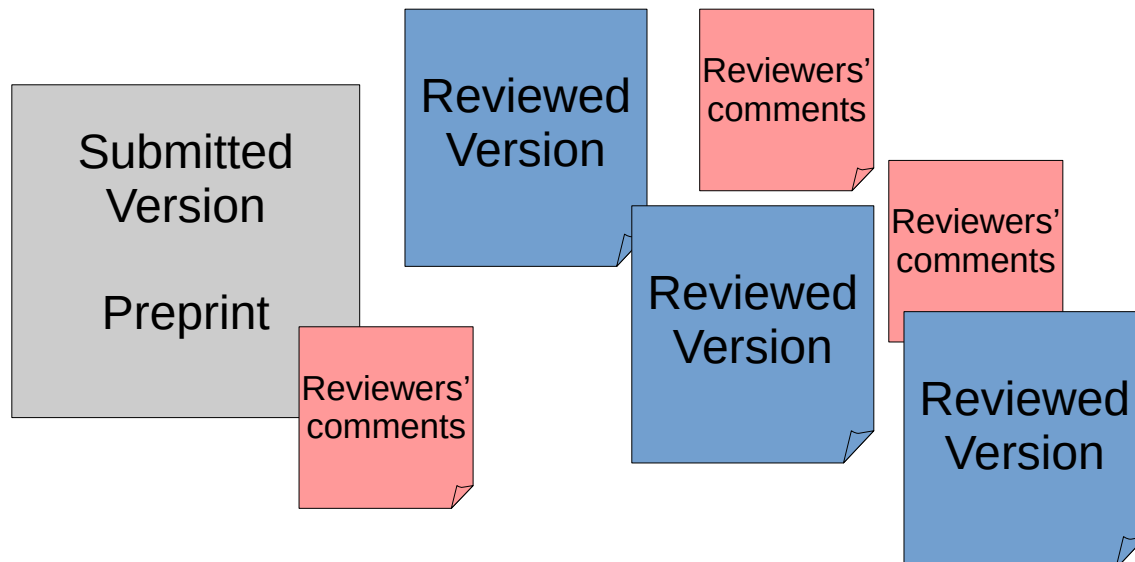 Submitted
Version
Preprint
Reviewers’
comments
Reviewed
Version
Reviewers’
comments
Reviewed
Version
Reviewers’
comments
Reviewed
Version